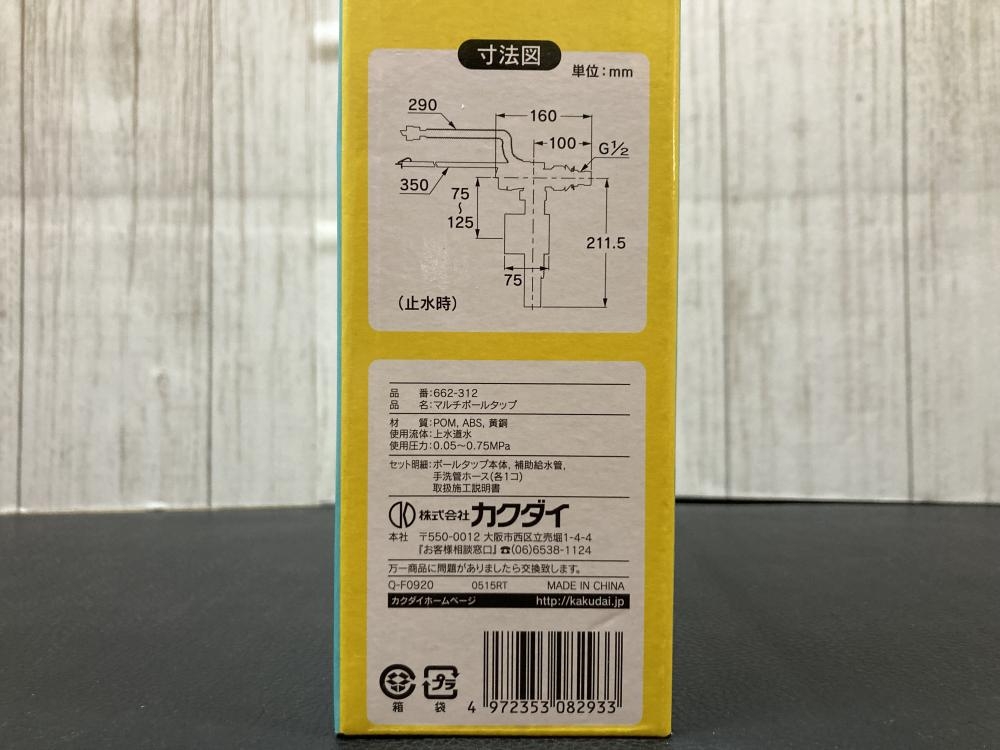 寸法図
単位：mm
290
160
100
G½
350
75
〜
125
211.5
75
（止水時）
品　番：662-312
品　名：マルチボールタップ
材　質：POM, ABS, 黄銅
使用流体：上水道水
使用圧力：0.05〜0.75MPa
セット明細：ボールタップ本体, 補助給水管,
手洗管ホース(各1コ)
取扱施工説明書
株式会社カクダイ
本社　〒550-0012 大阪市西区立売堀1-4-4
『お客様相談窓口』☎(06)6538-1124
万一商品に問題がありましたら交換致します。
Q-F0920　0515RT　MADE IN CHINA
カクダイホームページ　http://kakudai.jp
プラ
箱　袋
4 972353 082933